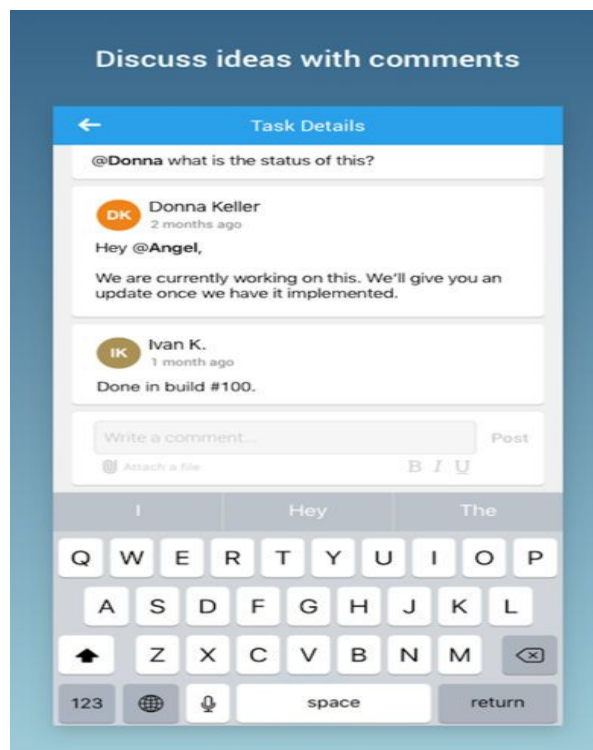 Discuss ideas with comments
Task Details
@Donna what is the status of this?
DK
Donna Keller
2 months ago
Hey @Angel,
We are currently working on this. We'll give you an
update once we have it implemented.
IK
Ivan K.
1 month ago
Done in build #100.
Write a comment...
Post
Attach a file
B I U
I Hey The
Q W E R T Y U I O P
A S D F G H J K L
Z X C V B N M
123 space return